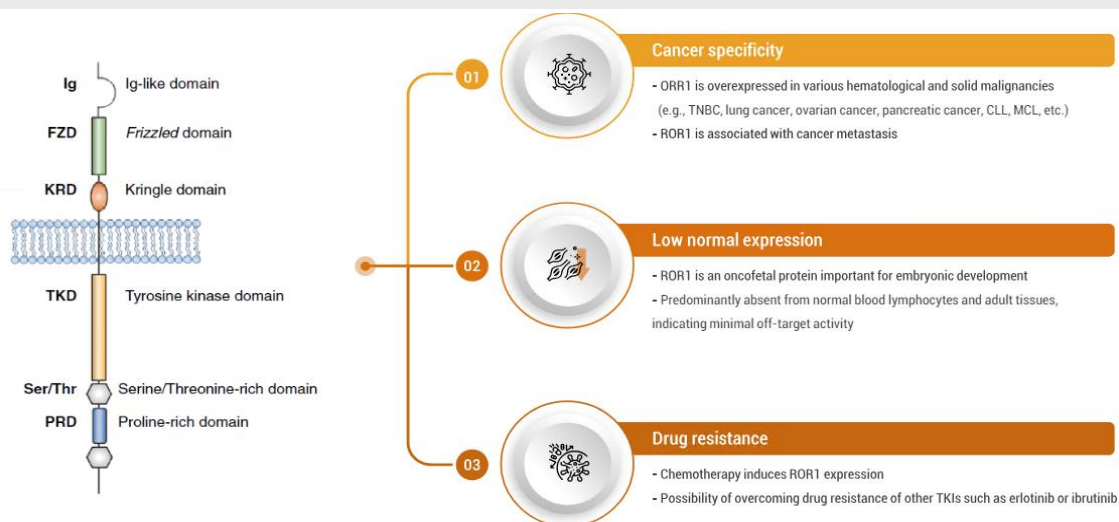 Ig Ig-like domain
FZD Frizzled domain
KRD Kringle domain
TKD Tyrosine kinase domain
Ser/Thr Serine/Threonine-rich domain
PRD Proline-rich domain
01
Cancer specificity
- ORR1 is overexpressed in various hematological and solid malignancies
(e.g., TNBC, lung cancer, ovarian cancer, pancreatic cancer, CLL, MCL, etc.)
- ROR1 is associated with cancer metastasis
02
Low normal expression
- ROR1 is an oncofetal protein important for embryonic development
- Predominantly absent from normal blood lymphocytes and adult tissues,
indicating minimal off-target activity
03
Drug resistance
- Chemotherapy induces ROR1 expression
- Possibility of overcoming drug resistance of other TKIs such as erlotinib or ibrutinib